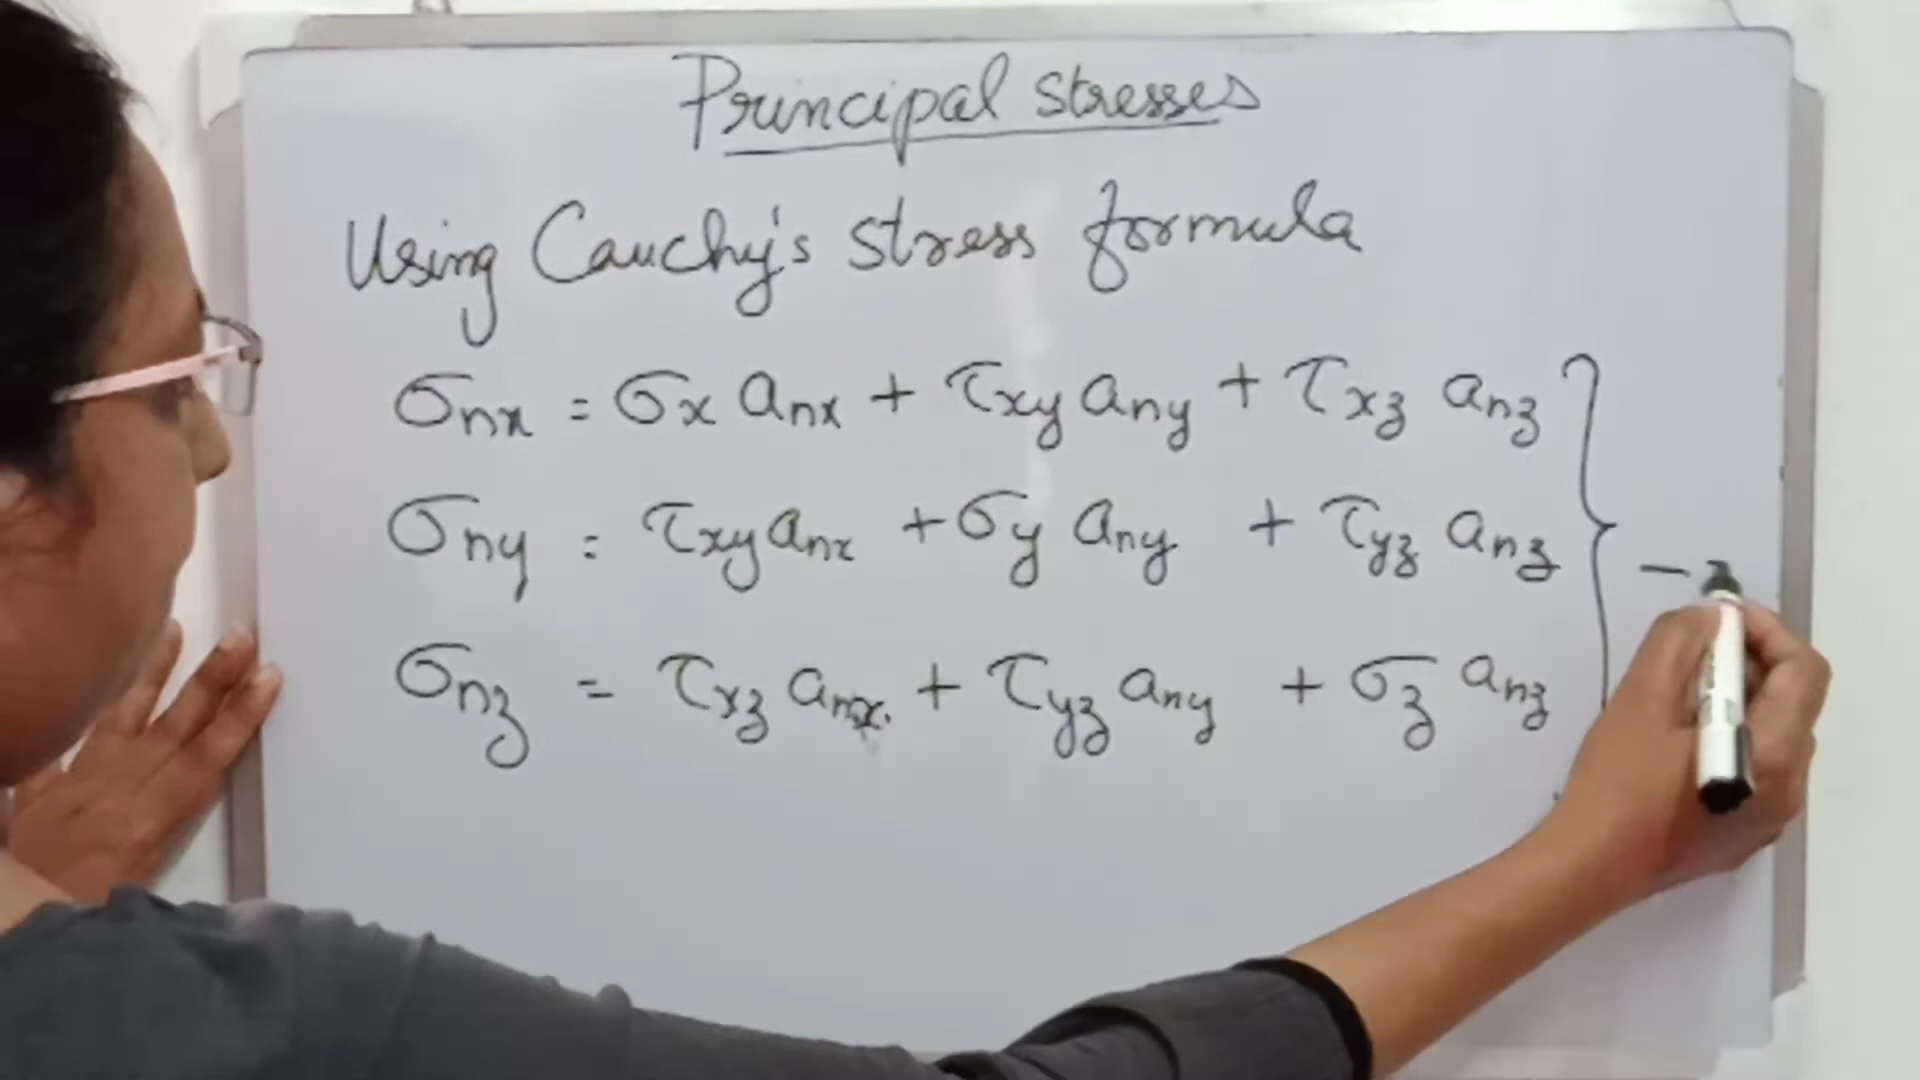 Principal stresses
Using Cauchy's stress formula
σnx = σx anx + τxy any + τxz anz
σny = τxy anx + σy any + τyz anz
σnz = τxz anx + τyz any + σz anz